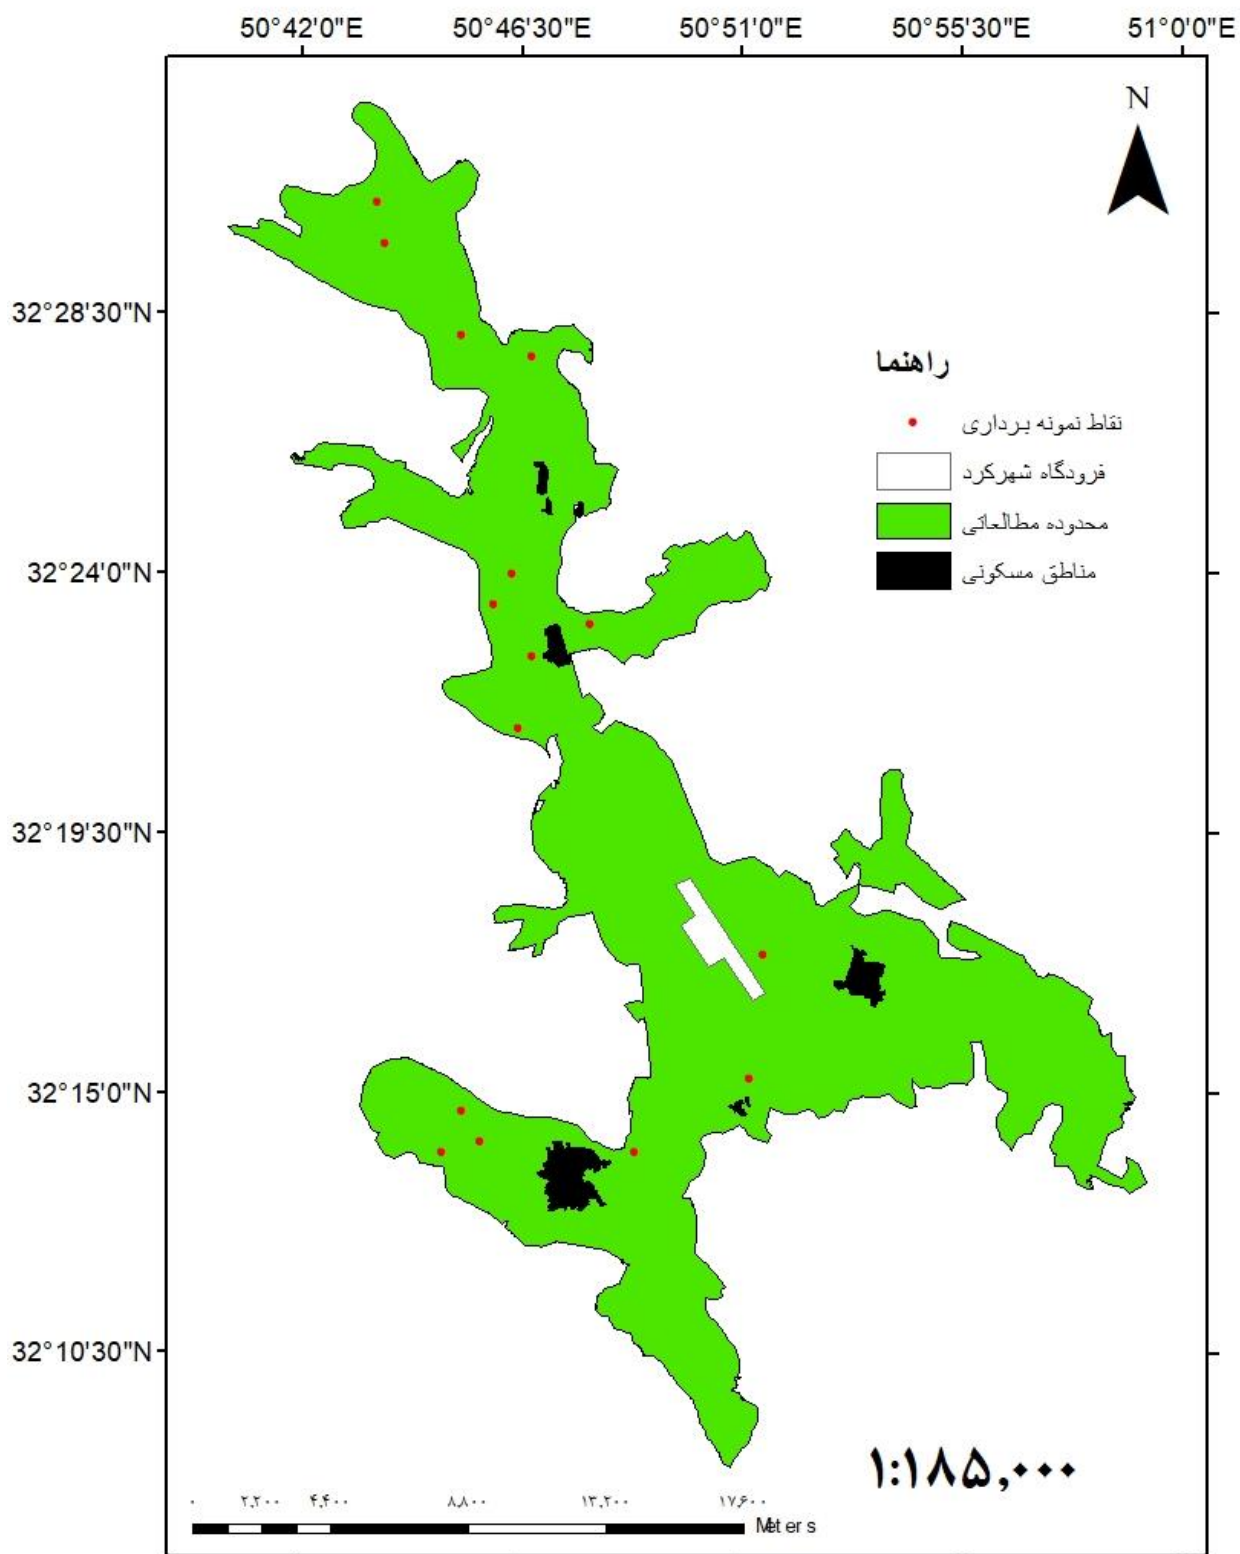 50°42'0"E 50°46'30"E 50°51'0"E 50°55'30"E 51°0'0"E
N
32°28'30"N
راهنما
نقاط نمونه برداری
فرودگاه شهرکرد
محدوده مطالعاتی
مناطق مسکونی
32°24'0"N
32°19'30"N
32°15'0"N
32°10'30"N
۱:۱۸۵,۰۰۰
۰ ۲,۲۰۰ ۴,۴۰۰ ۸,۸۰۰ ۱۳,۲۰۰ ۱۷,۶۰۰
Meters